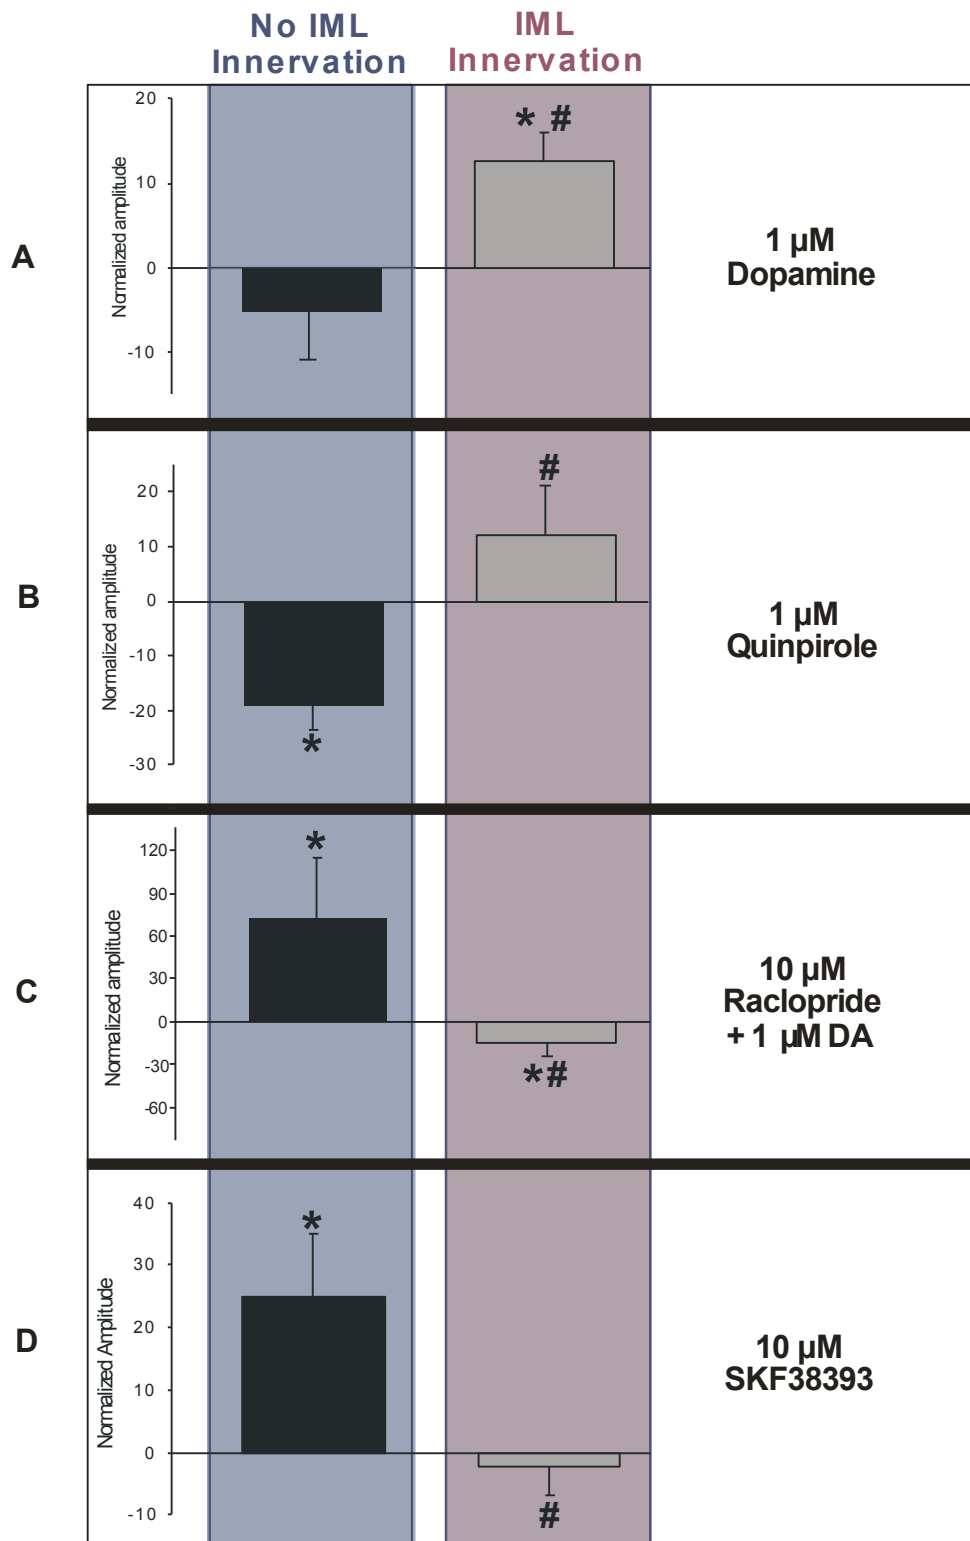 No IML
Innervation
IML
Innervation
A
Normalized amplitude
20
10
0
-10
* #
1 µM
Dopamine
B
Normalized amplitude
20
10
0
-10
-20
-30
*
#
1 µM
Quinpirole
C
Normalized amplitude
120
90
60
30
0
-30
-60
*
*#
10 µM
Raclopride
+ 1 µM DA
D
Normalized Amplitude
40
30
20
10
0
-10
*
#
10 µM
SKF38393